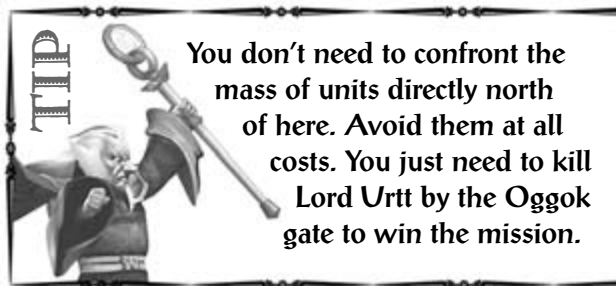 TIP
You don't need to confront the
mass of units directly north
of here. Avoid them at all
costs. You just need to kill
Lord Urtt by the Oggok
gate to win the mission.